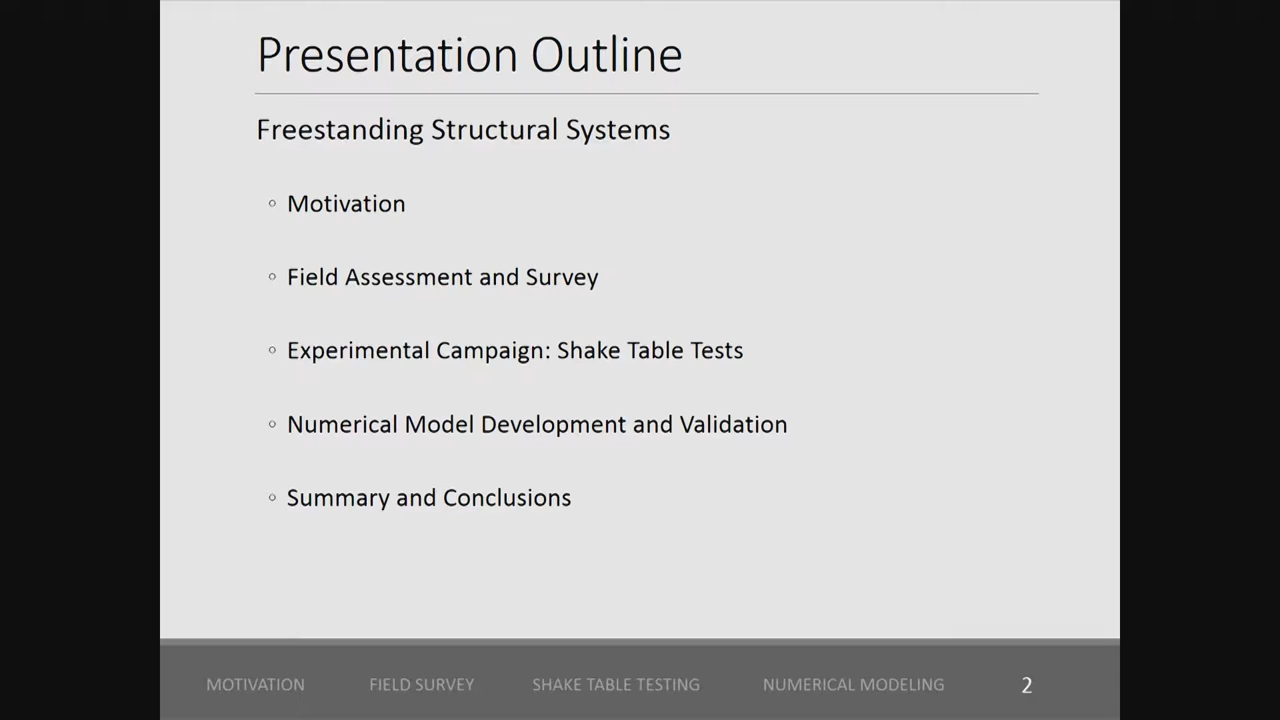 Presentation Outline
Freestanding Structural Systems
◦ Motivation
◦ Field Assessment and Survey
◦ Experimental Campaign: Shake Table Tests
◦ Numerical Model Development and Validation
◦ Summary and Conclusions
MOTIVATION FIELD SURVEY SHAKE TABLE TESTING NUMERICAL MODELING 2